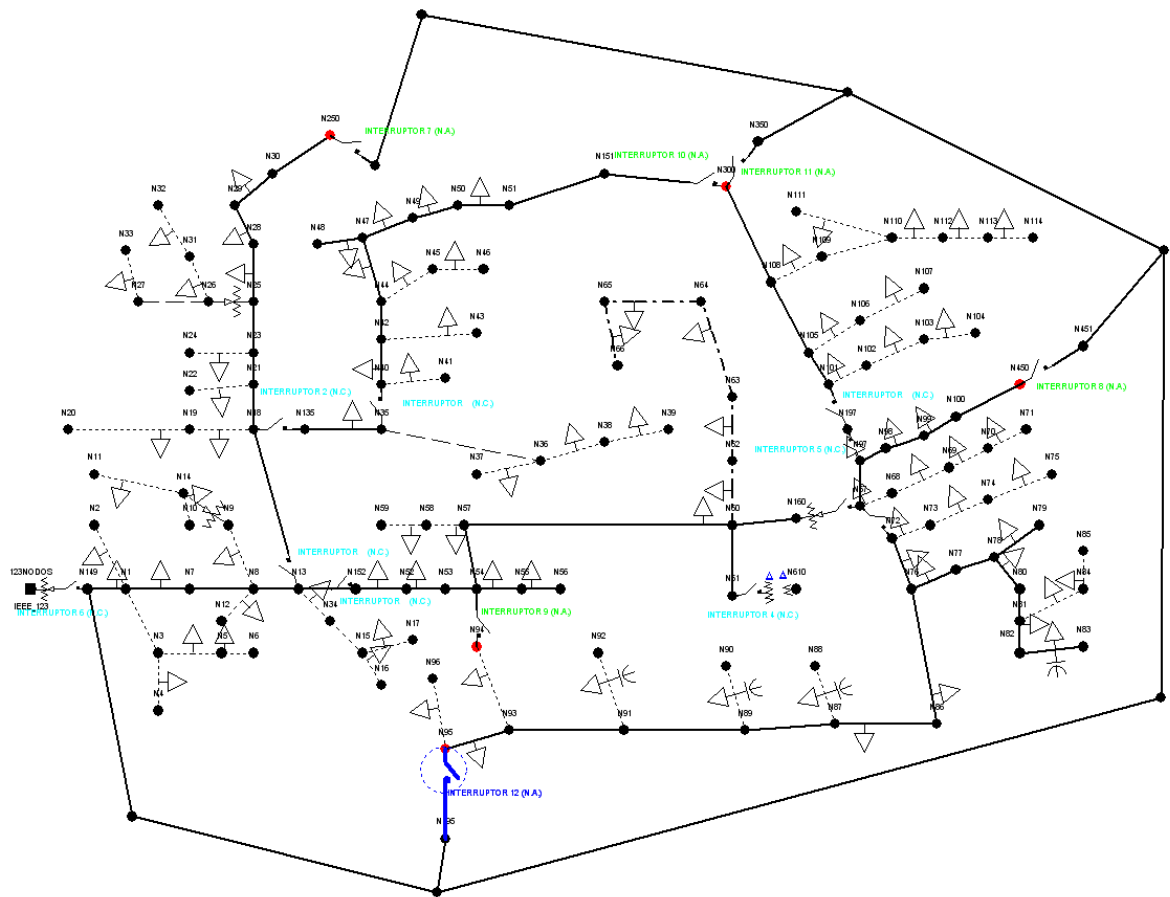 N250
INTERRUPTOR 7 (N.A)
N350
INTERRUPTOR 10 (N.A)
N151
N30
N300
INTERRUPTOR 11 (N.A)
N32
N29
N50
N51
N49
N111
N47
N48
N28
N33
N31
N110
N112
N113
N114
N109
N45
N46
N108
N27
N26
N25
N44
N65
N64
N107
N42
N43
N106
N24
N23
N105
N103
N104
N451
N66
N102
N22
N21
N40
N41
N101
N450
INTERRUPTOR 8 (N.A)
INTERRUPTOR 2 (N.C.)
INTERRUPTOR (N.C.)
INTERRUPTOR (N.C.)
N63
N20
N19
N18
N135
N35
N38
N39
N197
N100
N99
N71
N36
INTERRUPTOR 5 (N.C.)
N62
N97
N98
N70
N11
N37
N69
N14
N68
N75
N67
N74
N2
N10
N9
N59
N58
N57
N60
N160
N73
N79
N72
N78
N85
INTERRUPTOR (N.C.)
123NODOS
N149
N1
N7
N8
N13
N152
N52
N53
N54
N55
N56
N61
N610
N76
N77
N80
N84
IEEE_123
INTERRUPTOR 6 (N.C.)
INTERRUPTOR (N.C.)
INTERRUPTOR 9 (N.A)
INTERRUPTOR 4 (N.C.)
N12
N34
N81
N3
N5
N6
N15
N17
N94
N92
N82
N83
N16
N96
N90
N88
N4
N95
N93
N91
N89
N87
N86
INTERRUPTOR 12 (N.A)
N195